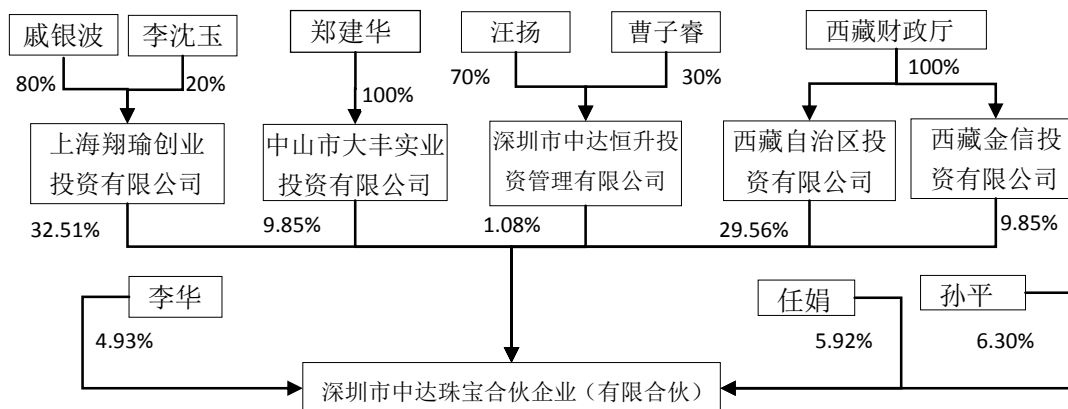 戚银波
李沈玉
郑建华
汪扬
曹子睿
西藏财政厅
80%
20%
100%
70%
30%
100%
上海翔瑜创业
投资有限公司
中山市大丰实业
投资有限公司
深圳市中达恒升投
资管理有限公司
西藏自治区投
资有限公司
西藏金信投
资有限公司
32.51%
9.85%
1.08%
29.56%
9.85%
李华
任娟
孙平
4.93%
5.92%
6.30%
深圳市中达珠宝合伙企业（有限合伙）